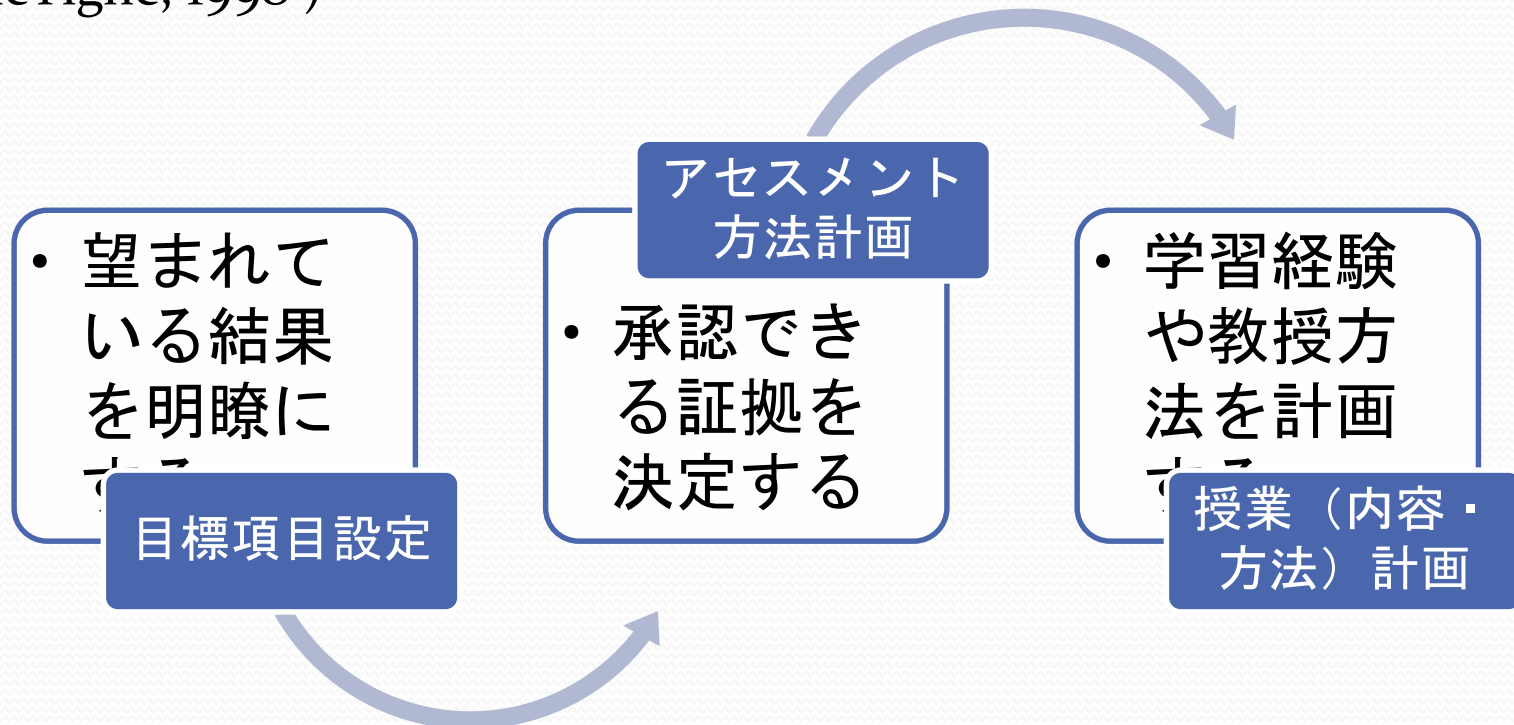 Tighe, 1998 )
• 望まれて
いる結果
を明瞭に
目標項目設定
アセスメント
方法計画
• 承認でき
る証拠を
決定する
• 学習経験
や教授方
法を計画
授業（内容・
方法）計画